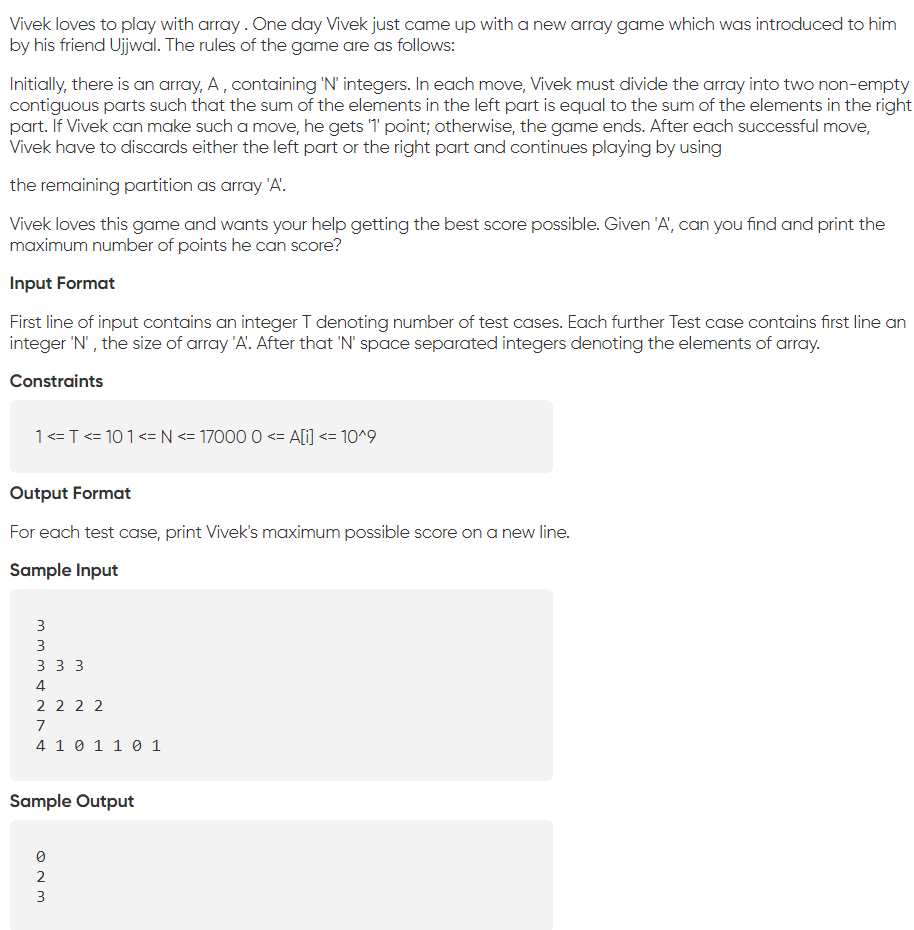 Vivek loves to play with array . One day Vivek just came up with a new array game which was introduced to him
by his friend Ujjwal. The rules of the game are as follows:
Initially, there is an array, A , containing 'N' integers. In each move, Vivek must divide the array into two non-empty
contiguous parts such that the sum of the elements in the left part is equal to the sum of the elements in the right
part. If Vivek can make such a move, he gets '1' point; otherwise, the game ends. After each successful move,
Vivek have to discards either the left part or the right part and continues playing by using
the remaining partition as array 'A'.
Vivek loves this game and wants your help getting the best score possible. Given 'A', can you find and print the
maximum number of points he can score?
Input Format
First line of input contains an integer T denoting number of test cases. Each further Test case contains first line an
integer 'N' , the size of array 'A'. After that 'N' space separated integers denoting the elements of array.
Constraints
1 <= T <= 10 1 <= N <= 17000 0 <= A[i] <= 10^9
Output Format
For each test case, print Vivek's maximum possible score on a new line.
Sample Input
3
3
3 3 3
4
2 2 2 2
7
4 1 0 1 1 0 1
Sample Output
0
2
3